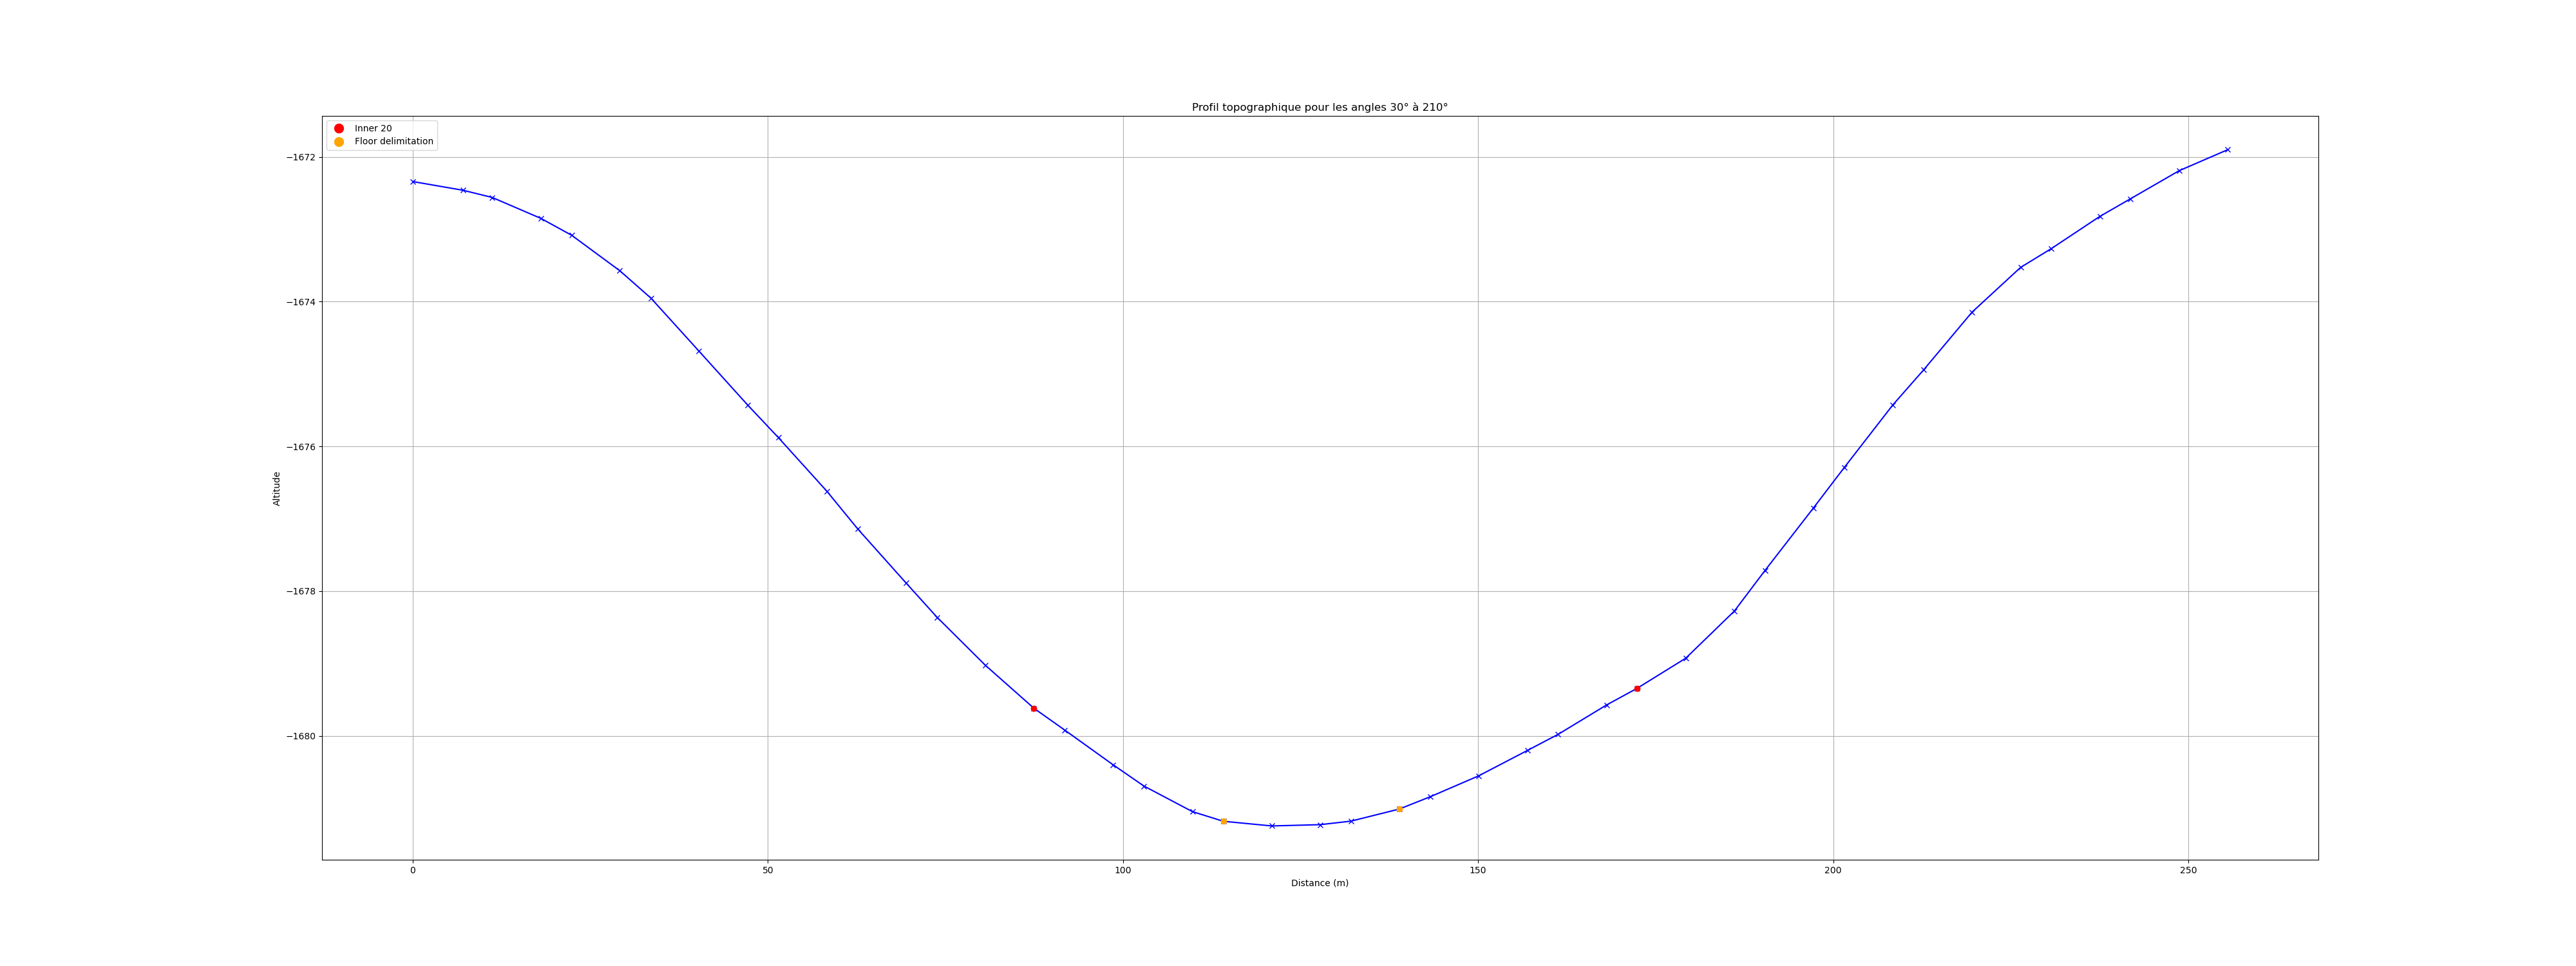 Profil topographique pour les angles 30° à 210°
Inner 20
Floor delimitation
−1672
−1674
−1676
−1678
−1680
Altitude
0 50 100 150 200 250
Distance (m)